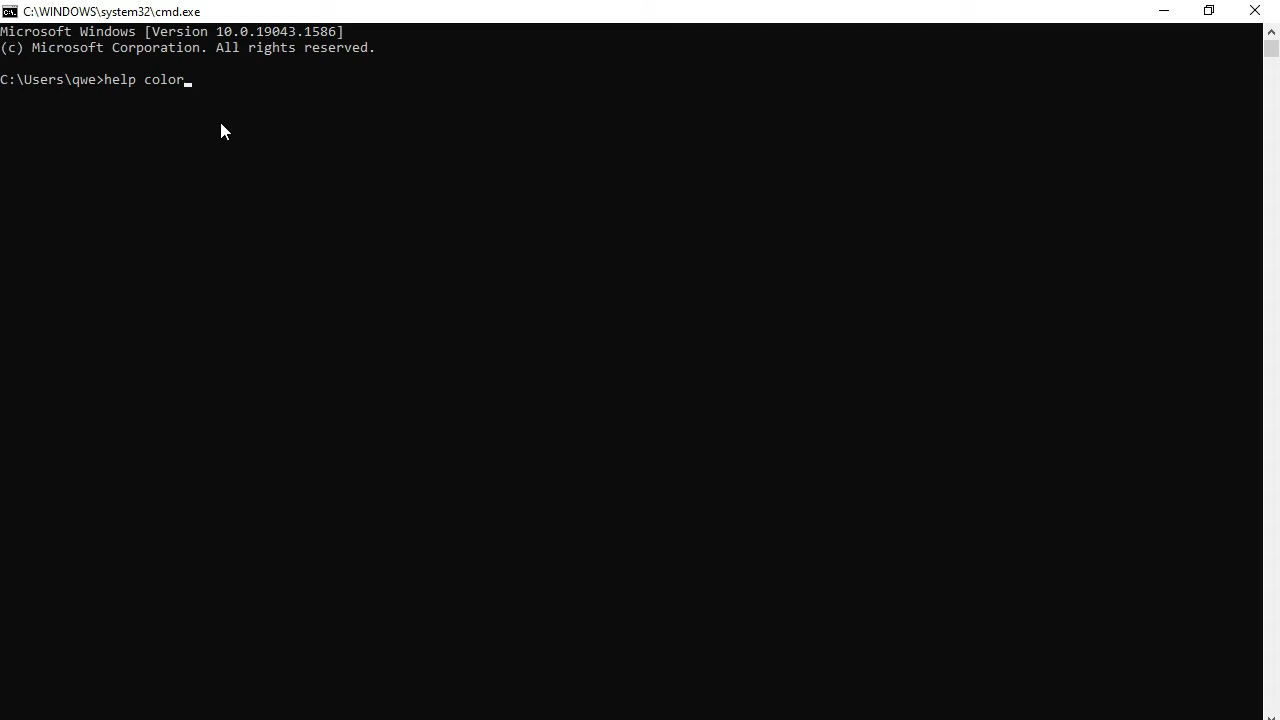 C:\WINDOWS\system32\cmd.exe
Microsoft Windows [Version 10.0.19043.1586]
(c) Microsoft Corporation. All rights reserved.
C:\Users\qwe>help color